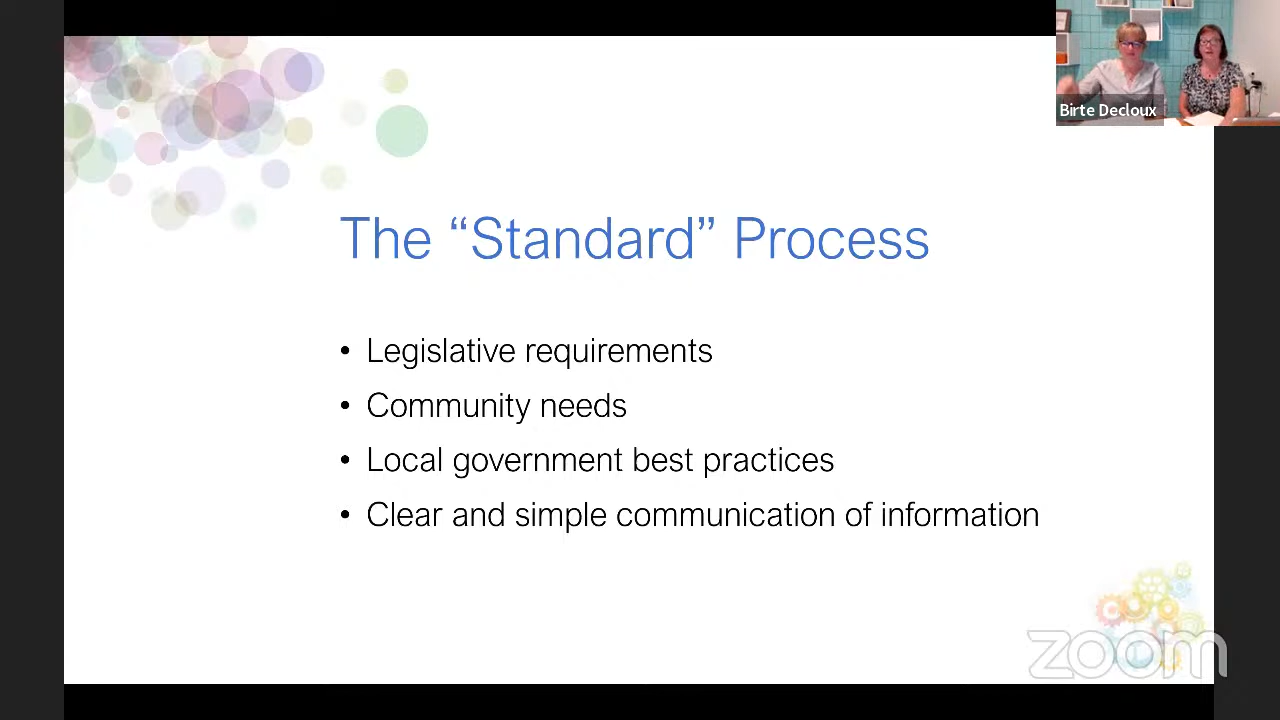 Birte Decloux
The “Standard” Process
• Legislative requirements
• Community needs
• Local government best practices
• Clear and simple communication of information
zoom